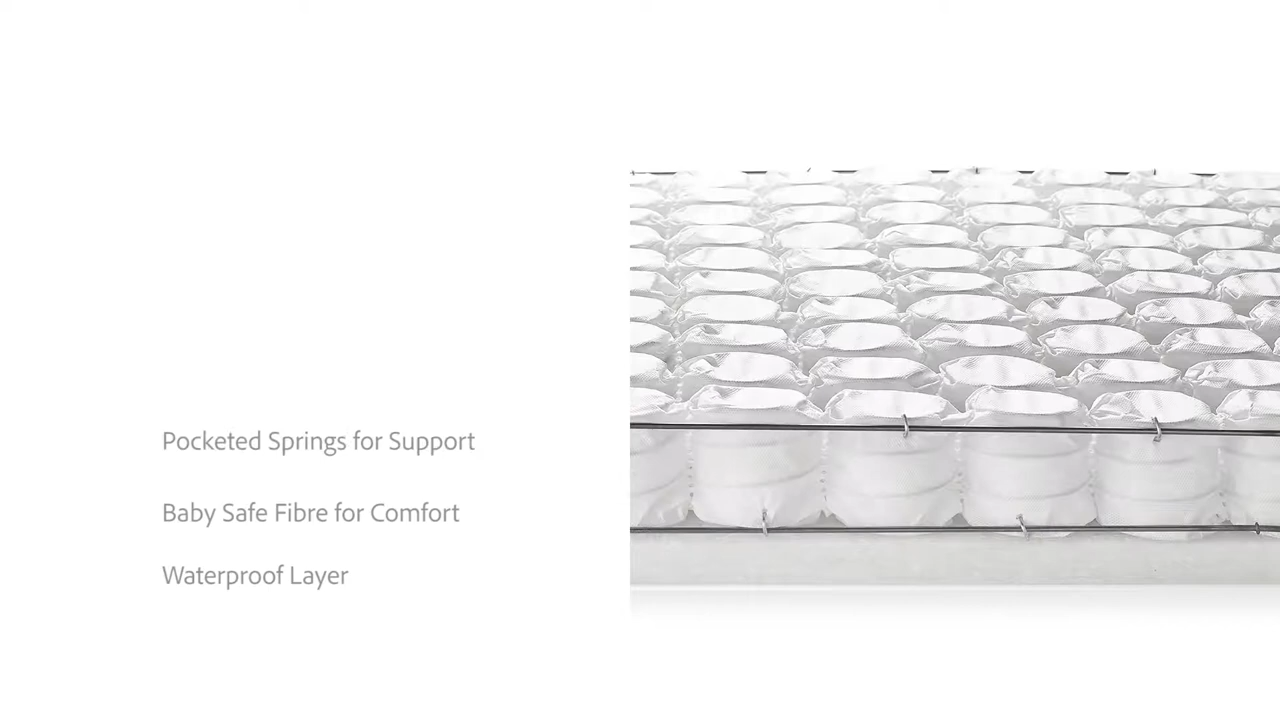 Pocketed Springs for Support
Baby Safe Fibre for Comfort
Waterproof Layer